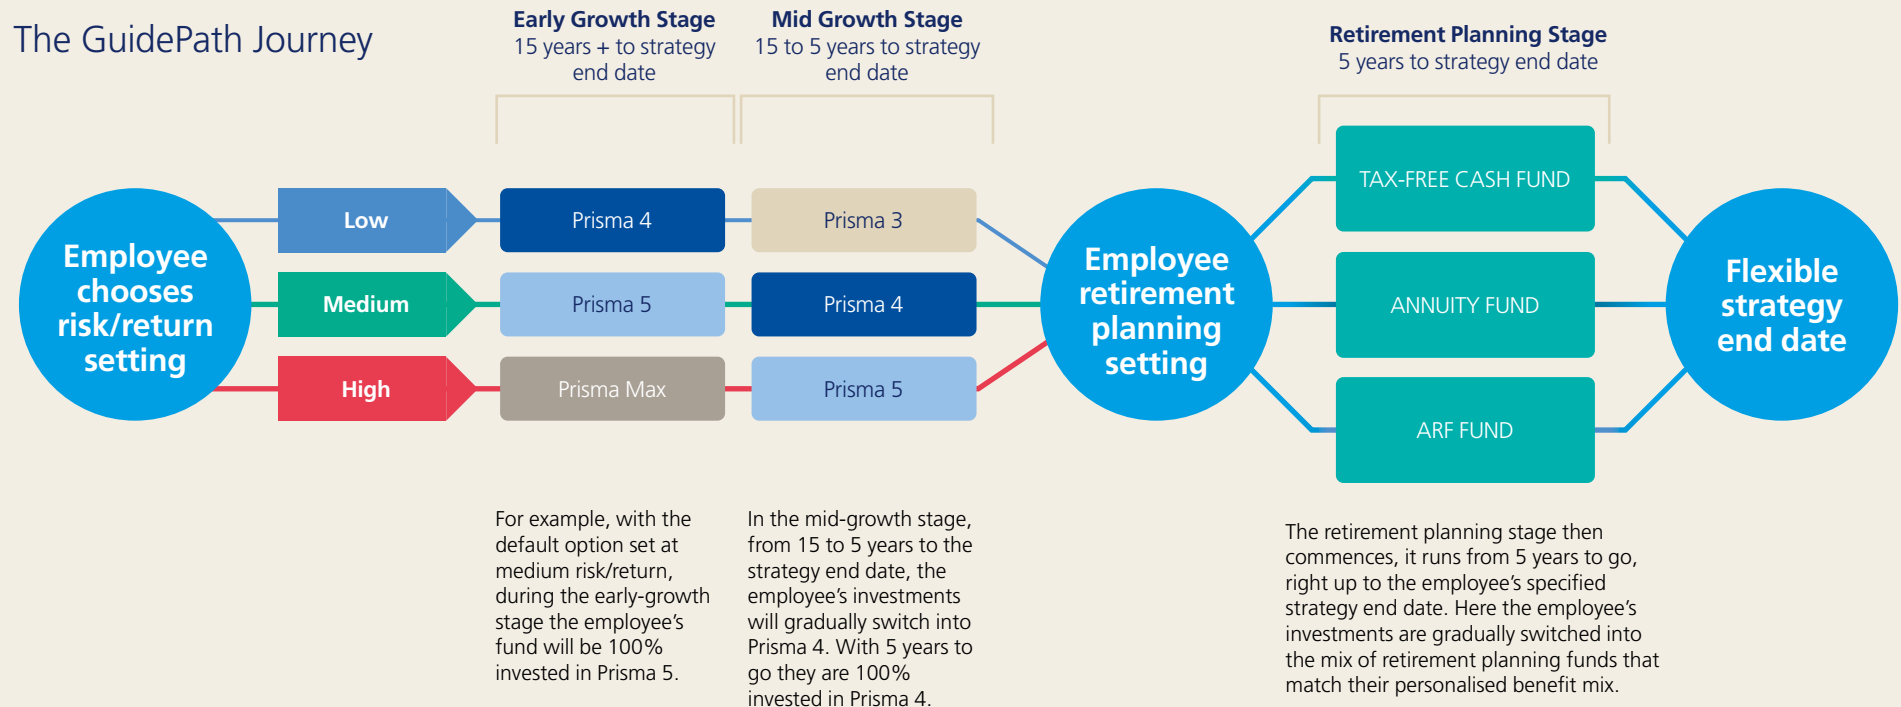 The GuidePath Journey
Early Growth Stage
15 years + to strategy
end date
Mid Growth Stage
15 to 5 years to strategy
end date
Retirement Planning Stage
5 years to strategy end date
Employee
chooses
risk/return
setting
Low
Medium
High
Prisma 4
Prisma 5
Prisma Max
Prisma 3
Prisma 4
Prisma 5
Employee
retirement
planning
setting
TAX-FREE CASH FUND
ANNUITY FUND
ARF FUND
Flexible
strategy
end date
For example, with the
default option set at
medium risk/return,
during the early-growth
stage the employee’s
fund will be 100%
invested in Prisma 5.
In the mid-growth stage,
from 15 to 5 years to the
strategy end date, the
employee’s investments
will gradually switch into
Prisma 4. With 5 years to
go they are 100%
invested in Prisma 4.
The retirement planning stage then
commences, it runs from 5 years to go,
right up to the employee’s specified
strategy end date. Here the employee’s
investments are gradually switched into
the mix of retirement planning funds that
match their personalised benefit mix.